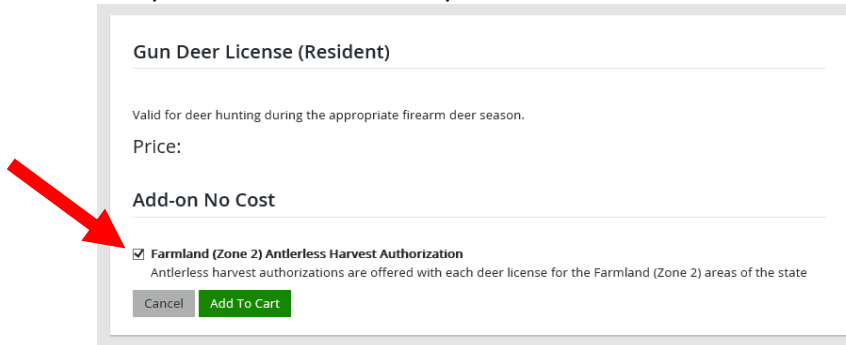 Gun Deer License (Resident)
Valid for deer hunting during the appropriate firearm deer season.
Price:
Add-on No Cost
Farmland (Zone 2) Antlerless Harvest Authorization
Antlerless harvest authorizations are offered with each deer license for the Farmland (Zone 2) areas of the state
Cancel Add To Cart